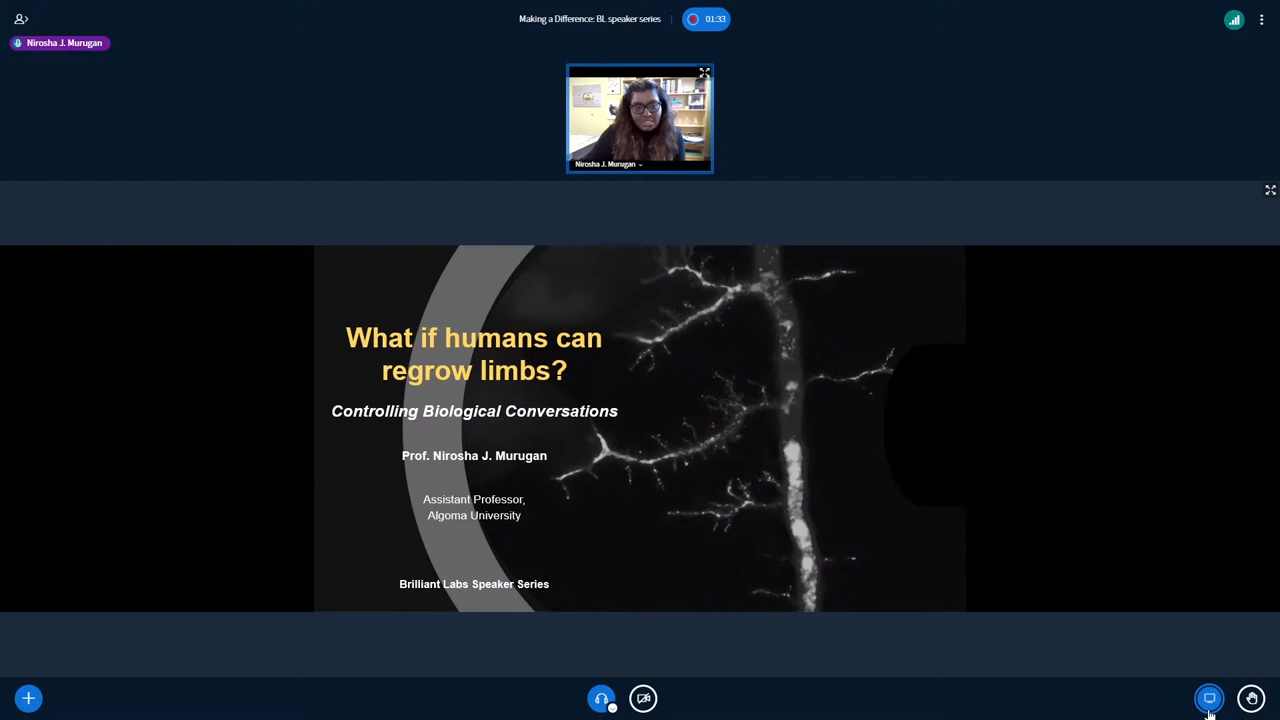 Making a Difference: BL speaker series
01:33
Nirosha J. Murugan
Nirosha J. Murugan
What if humans can
regrow limbs?
Controlling Biological Conversations
Prof. Nirosha J. Murugan
Assistant Professor,
Algoma University
Brilliant Labs Speaker Series